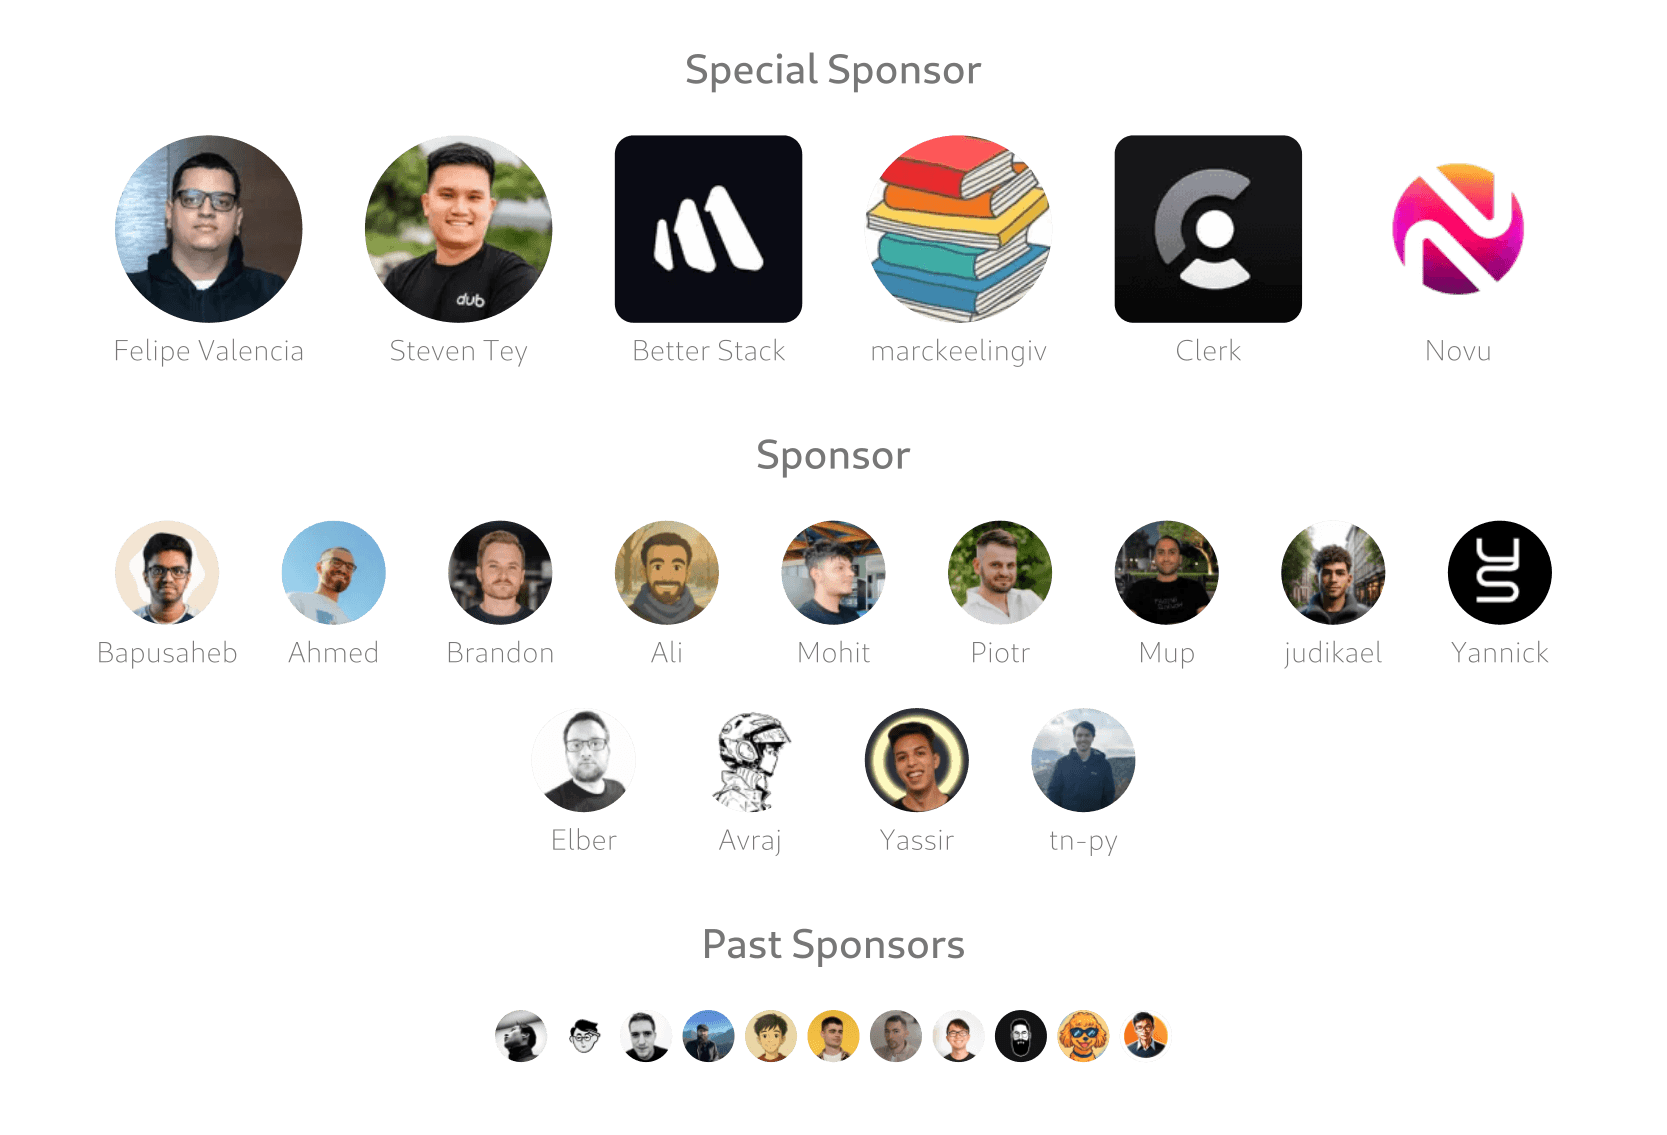 Special Sponsor
dub
Felipe Valencia Steven Tey Better Stack marckeelingiv Clerk Novu
Sponsor
Bapusaheb Ahmed Brandon Ali Mohit Piotr Mup judikael Yannick
Elber Avraj Yassir tn-py
Past Sponsors